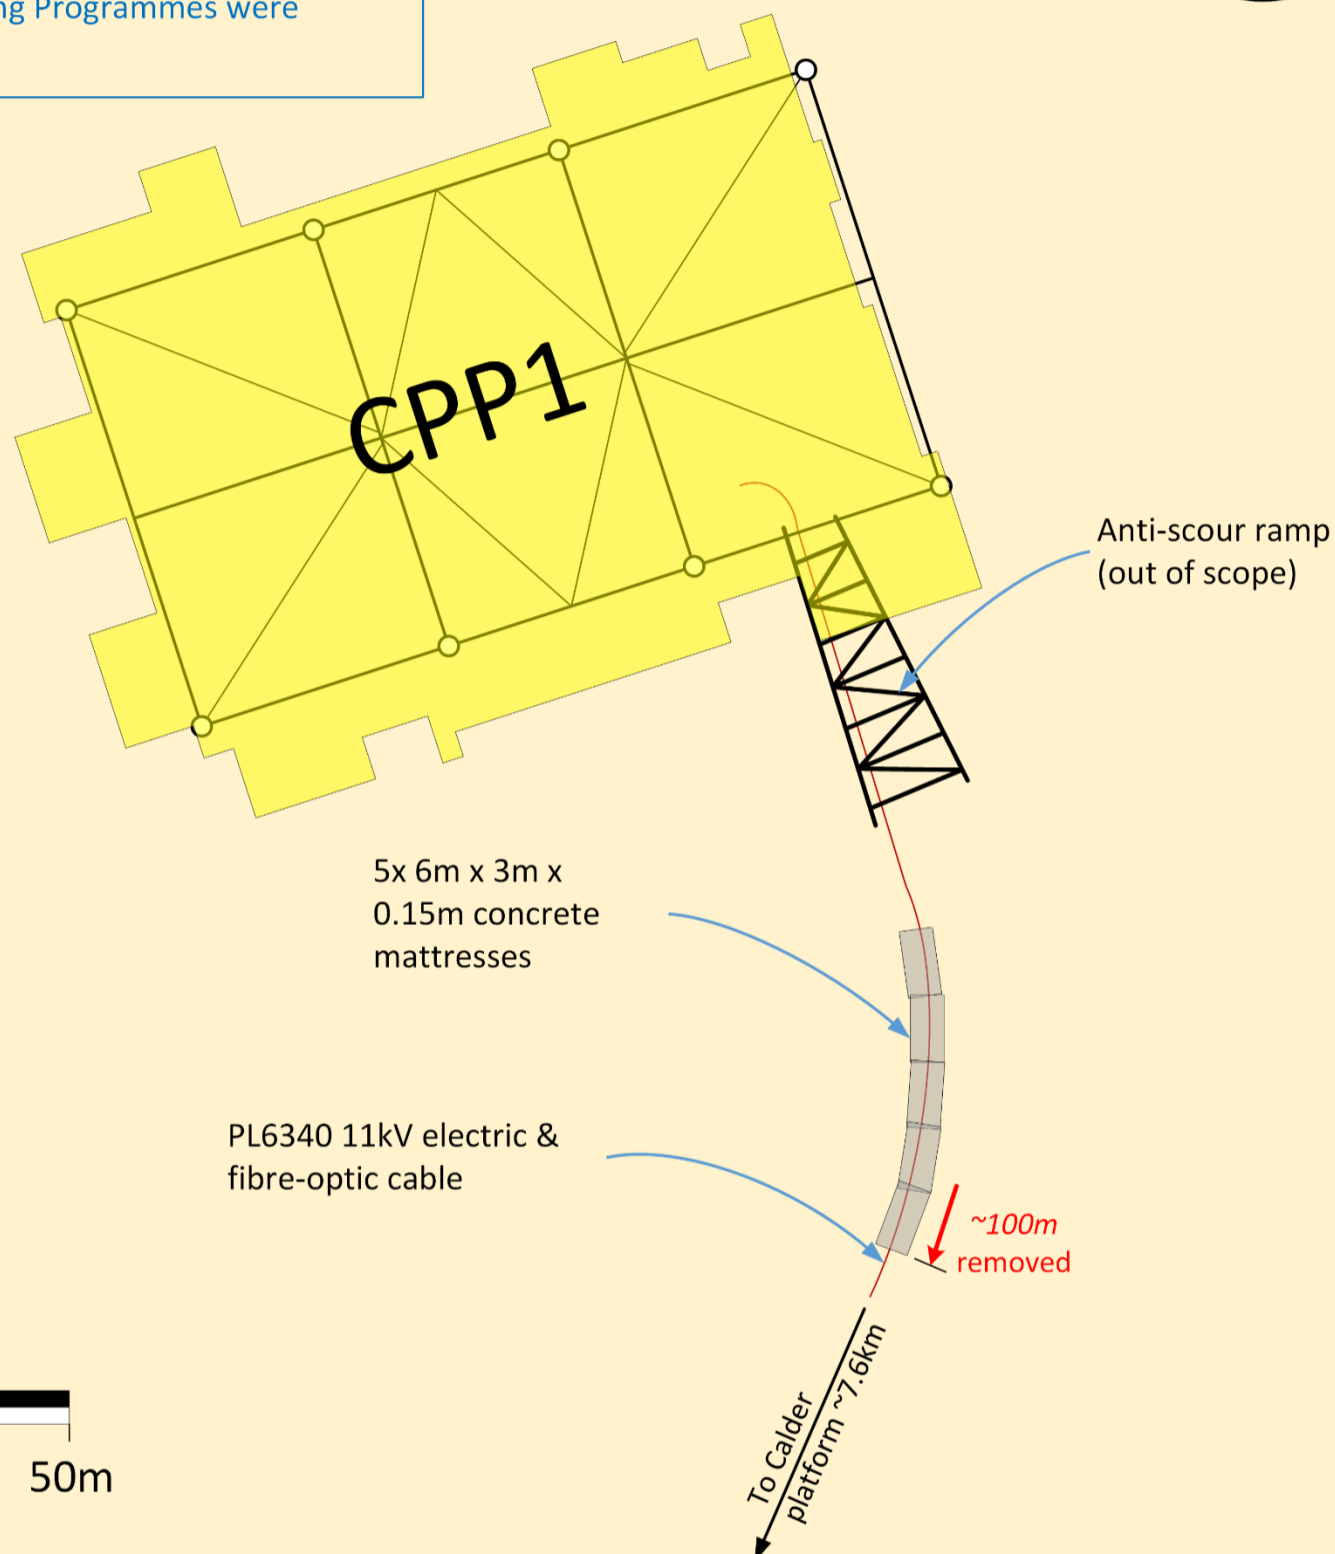 ng Programmes were
CPP1
Anti-scour ramp
(out of scope)
5x 6m x 3m x
0.15m concrete
mattresses
PL6340 11kV electric &
fibre-optic cable
~100m
removed
To Calder
platform ~7.6km
50m